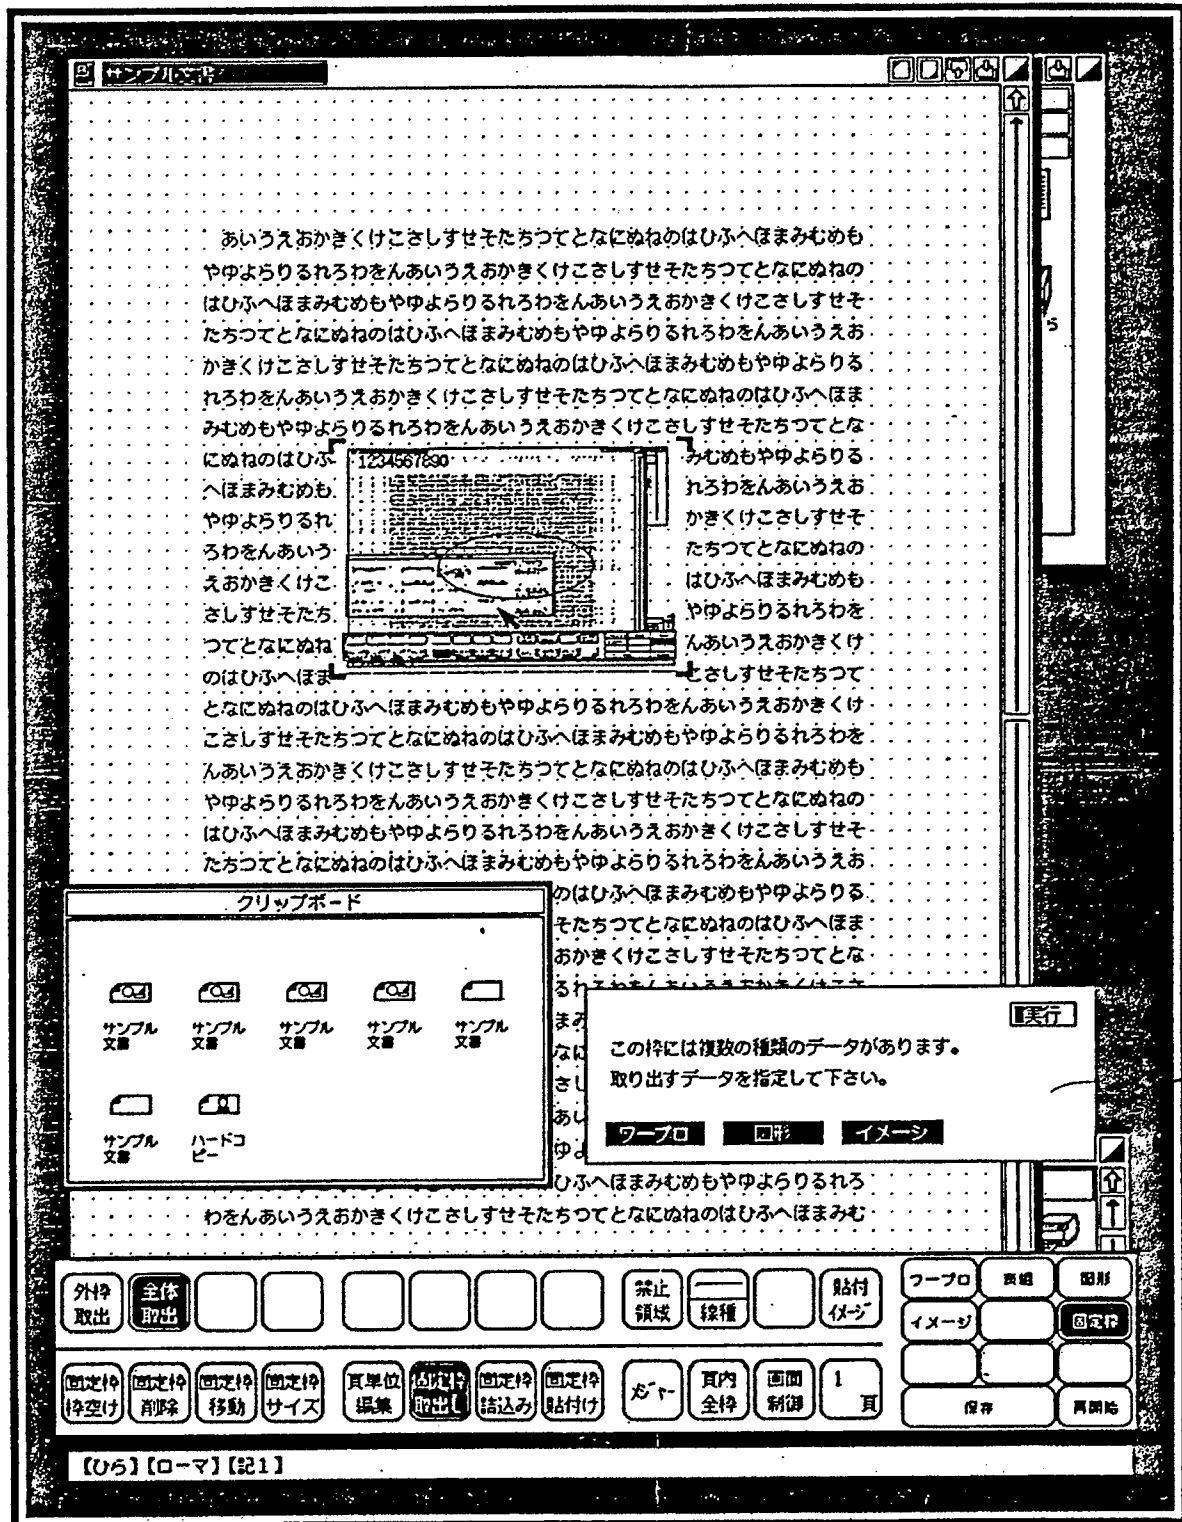 サンプル文書
あいうえおかきくけこさしすせそたちつてとなにぬねのはひふへほまみむめも
やゆよらりるれろわをんあいうえおかきくけこさしすせそたちつてとなにぬねの
はひふへほまみむめもやゆよらりるれろわをんあいうえおかきくけこさしすせそ
たちつてとなにぬねのはひふへほまみむめもやゆよらりるれろわをんあいうえお
かきくけこさしすせそたちつてとなにぬねのはひふへほまみむめもやゆよらりる
れろわをんあいうえおかきくけこさしすせそたちつてとなにぬねのはひふへほま
みむめもやゆよらりるれろわをんあいうえおかきくけこさしすせそたちつてとな
にぬねのはひふ 1234567890 みむめもやゆよらりる
へほまみむめも れろわをんあいうえお
やゆよらりるれ かきくけこさしすせそ
ろわをんあいう たちつてとなにぬねの
えおかきくけこ はひふへほまみむめも
さしすせそたち やゆよらりるれろわを
つてとなにぬね んあいうえおかきくけ
のはひふへほま こさしすせそたちつて
となにぬねのはひふへほまみむめもやゆよらりるれろわをんあいうえおかきくけ
こさしすせそたちつてとなにぬねのはひふへほまみむめもやゆよらりるれろわを
んあいうえおかきくけこさしすせそたちつてとなにぬねのはひふへほまみむめも
やゆよらりるれろわをんあいうえおかきくけこさしすせそたちつてとなにぬねの
はひふへほまみむめもやゆよらりるれろわをんあいうえおかきくけこさしすせそ
たちつてとなにぬねのはひふへほまみむめもやゆよらりるれろわをんあいうえお
のはひふへほまみむめもやゆよらりる
そたちつてとなにぬねのはひふへほま
おかきくけこさしすせそたちつてとな
ひふへほまみむめもやゆよらりるれろ
わをんあいうえおかきくけこさしすせそたちつてとなにぬねのはひふへほまみむ
クリップボード
サンプル文書
サンプル文書
サンプル文書
サンプル文書
サンプル文書
サンプル文書
ハードコピー
実行
この枠には複数の種類のデータがあります。
取り出すデータを指定して下さい。
ワープロ 図形 イメージ
外枠取出 全体取出 禁止領域 線種 貼付イメージ
固定枠枠空け 固定枠削除 固定枠移動 固定枠サイズ 頁単位編集 固定枠取出し 固定枠詰込み 固定枠貼付け メジャー 頁内全枠 画面制御 1頁
ワープロ 表組 図形
イメージ 固定枠
保存 再開始
【ひら】【ローマ】【記1】